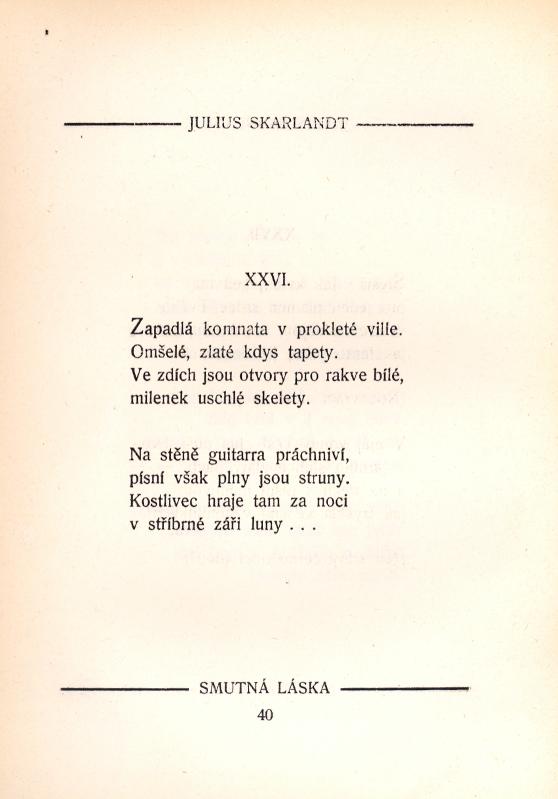 JULIUS SKARLANDT
XXVI.
Zapadlá komnata v prokleté ville.
Omšelé, zlaté kdys tapety.
Ve zdích jsou otvory pro rakve bílé,
milenek uschlé skelety.
Na stěně guitarra práchniví,
písní však plny jsou struny.
Kostlivec hraje tam za noci
v stříbrné záři luny . . .
SMUTNÁ LÁSKA
40